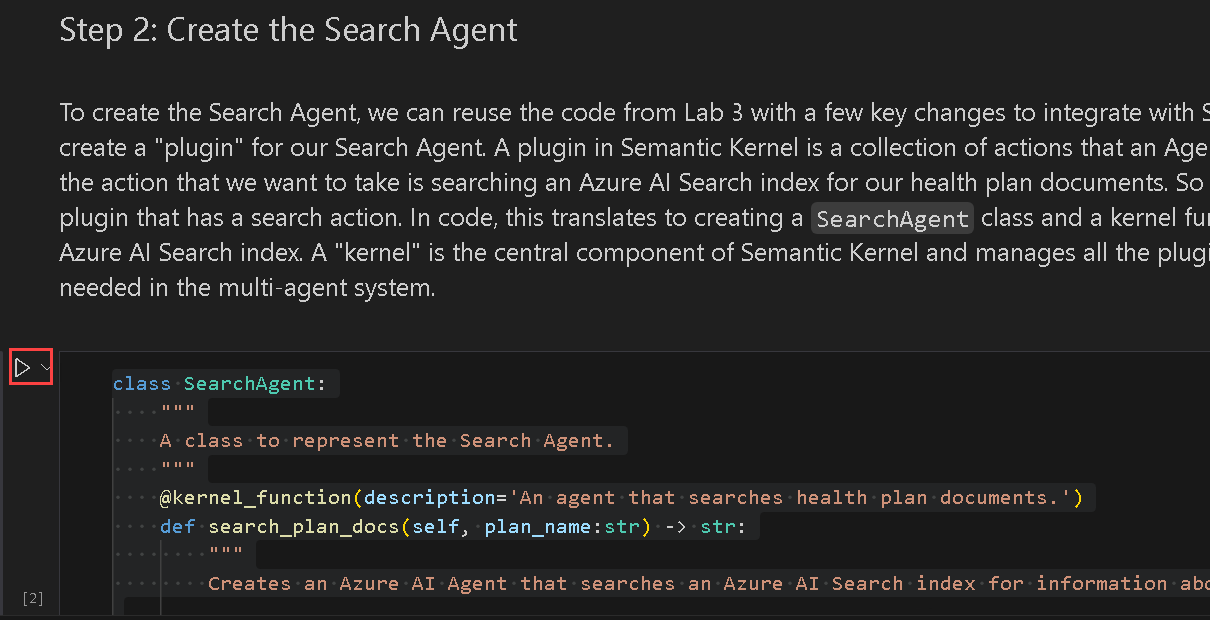 Step 2: Create the Search Agent
To create the Search Agent, we can reuse the code from Lab 3 with a few key changes to integrate with
create a "plugin" for our Search Agent. A plugin in Semantic Kernel is a collection of actions that an
the action that we want to take is searching an Azure AI Search index for our health plan documents. So
plugin that has a search action. In code, this translates to creating a SearchAgent class and a kernel
Azure AI Search index. A "kernel" is the central component of Semantic Kernel and manages all the
needed in the multi-agent system.
class SearchAgent:
"""
A class to represent the Search Agent.
"""
@kernel_function(description='An agent that searches health plan documents.')
def search_plan_docs(self, plan_name:str) -> str:
"""
Creates an Azure AI Agent that searches an Azure AI Search index for information
[2]